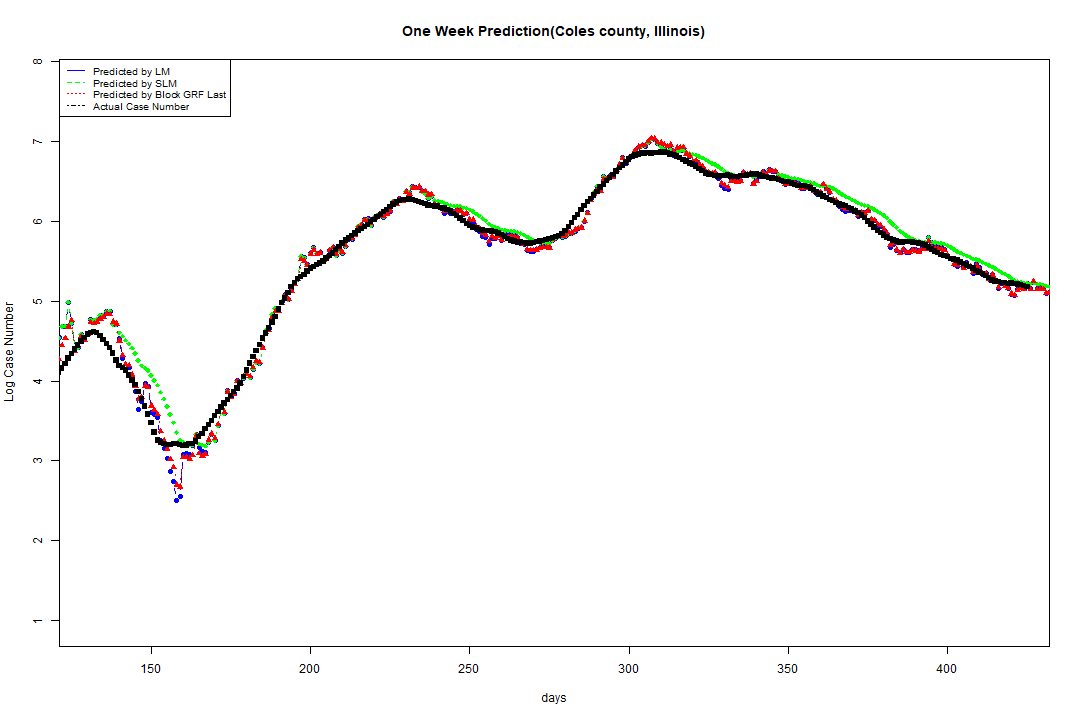 One Week Prediction(Coles county, Illinois)
Predicted by LM
Predicted by SLM
Predicted by Block GRF Last
Actual Case Number
8
7
6
5
4
3
2
1
Log Case Number
150 200 250 300 350 400
days